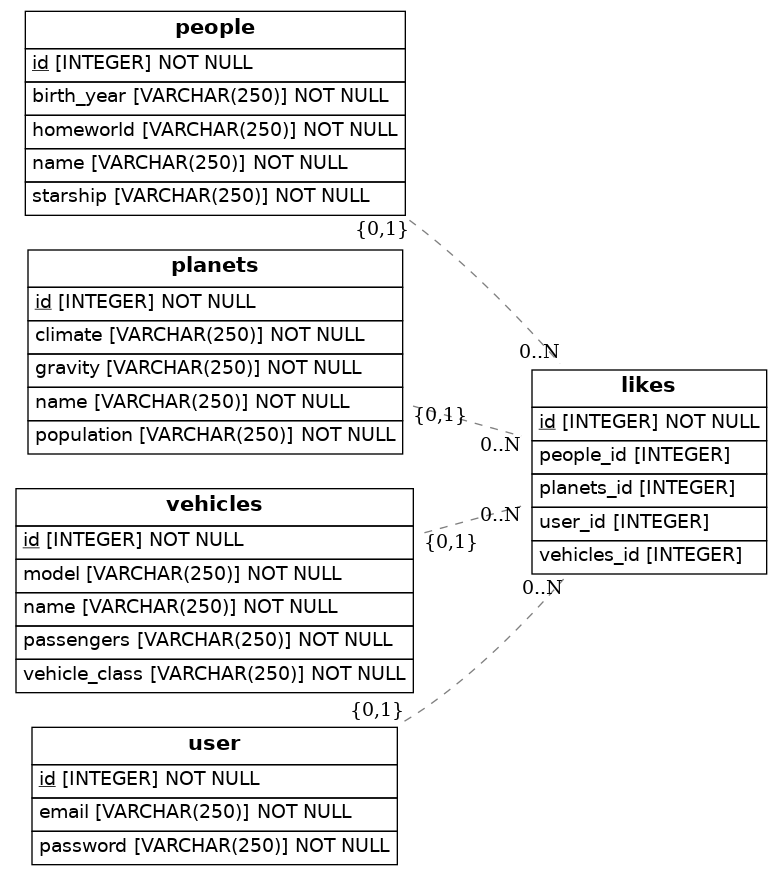 people
id [INTEGER] NOT NULL
birth_year [VARCHAR(250)] NOT NULL
homeworld [VARCHAR(250)] NOT NULL
name [VARCHAR(250)] NOT NULL
starship [VARCHAR(250)] NOT NULL
{0,1}
planets
id [INTEGER] NOT NULL
climate [VARCHAR(250)] NOT NULL
gravity [VARCHAR(250)] NOT NULL
name [VARCHAR(250)] NOT NULL
population [VARCHAR(250)] NOT NULL
{0,1}
vehicles
id [INTEGER] NOT NULL
model [VARCHAR(250)] NOT NULL
name [VARCHAR(250)] NOT NULL
passengers [VARCHAR(250)] NOT NULL
vehicle_class [VARCHAR(250)] NOT NULL
{0,1}
user
id [INTEGER] NOT NULL
email [VARCHAR(250)] NOT NULL
password [VARCHAR(250)] NOT NULL
{0,1}
0..N
0..N
0..N
0..N
likes
id [INTEGER] NOT NULL
people_id [INTEGER]
planets_id [INTEGER]
user_id [INTEGER]
vehicles_id [INTEGER]